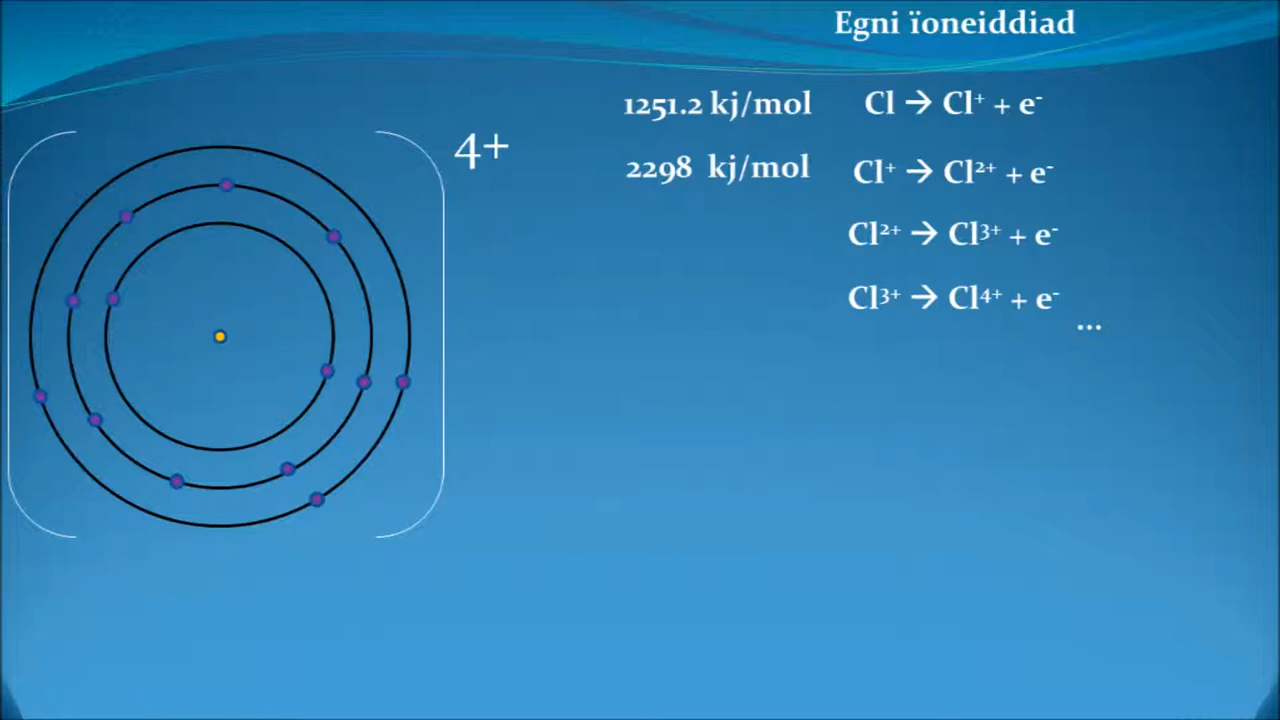 Egni ïoneiddiad
1251.2 kj/mol Cl → Cl⁺ + e⁻
4+
2298 kj/mol Cl⁺ → Cl²⁺ + e⁻
Cl²⁺ → Cl³⁺ + e⁻
Cl³⁺ → Cl⁴⁺ + e⁻
...